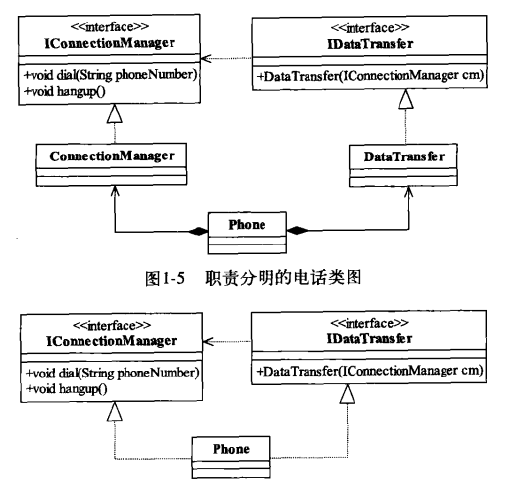 <<interface>>
IConnectionManager
+void dial(String phoneNumber)
+void hangup()
<<interface>>
IDataTransfer
+DataTransfer(IConnectionManager cm)
ConnectionManager
DataTransfer
Phone
图1-5 职责分明的电话类图
<<interface>>
IConnectionManager
+void dial(String phoneNumber)
+void hangup()
<<interface>>
IDataTransfer
+DataTransfer(IConnectionManager cm)
Phone